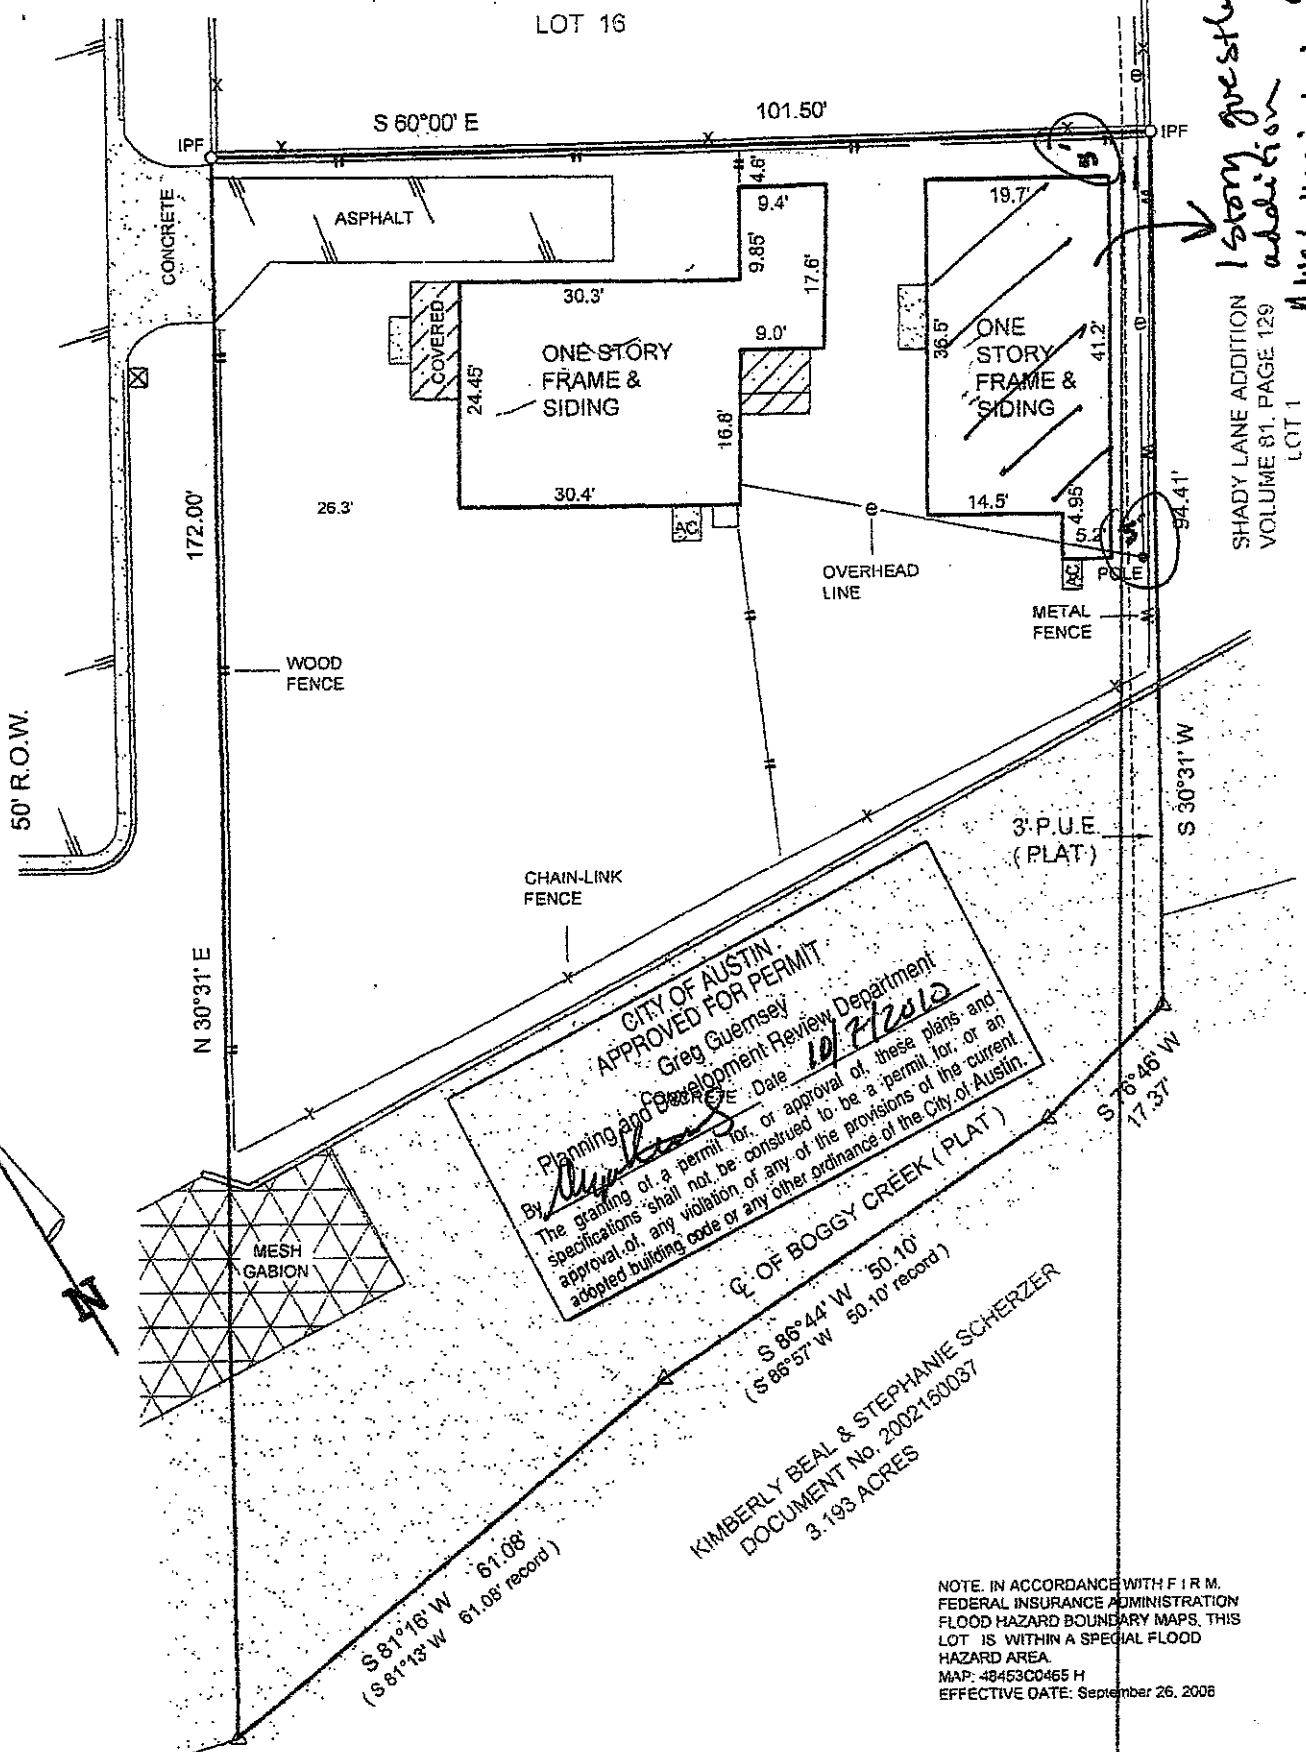 LOT 16
S 60°00' E
101.50'
IPF
IPF
5'
1 story guesth
addition
CONCRETE
ASPHALT
4.6'
9.4'
9.85'
17.6'
19.7'
30.3'
9.0'
COVERED
24.45'
ONE STORY
FRAME &
SIDING
16.8'
36.5'
ONE
STORY
FRAME &
SIDING
41.2'
SHADY LANE ADDITION
VOLUME 81, PAGE 129
LOT 1
172.00'
26.3'
30.4'
14.5'
4.95
5.2'
5'
94.41'
AC
AC
e
e
e
POLE
OVERHEAD
LINE
METAL
FENCE
WOOD
FENCE
50' R.O.W.
S 30°31' W
3' P.U.E.
( PLAT )
CHAIN-LINK
FENCE
N 30°31' E
CITY OF AUSTIN
APPROVED FOR PERMIT
Greg Guernsey
Planning and Development Review Department
CONCRETE
By
Date 10/7/2010
The granting of a permit for, or approval of, these plans and
specifications shall not be construed to be a permit for, or an
approval of, any violation of any of the provisions of the current
adopted building code or any other ordinance of the City of Austin.
S 76°46' W
17.37'
MESH
GABION
N
℄ OF BOGGY CREEK ( PLAT )
S 86°44' W 50.10'
( S 86°57' W 50.10' record )
KIMBERLY BEAL & STEPHANIE SCHERZER
DOCUMENT No. 2002150037
3.193 ACRES
S 81°16' W 61.08'
( S 81°13' W 61.08' record )
NOTE. IN ACCORDANCE WITH F I R M.
FEDERAL INSURANCE ADMINISTRATION
FLOOD HAZARD BOUNDARY MAPS, THIS
LOT IS WITHIN A SPECIAL FLOOD
HAZARD AREA.
MAP: 48453C0465 H
EFFECTIVE DATE: September 26, 2008